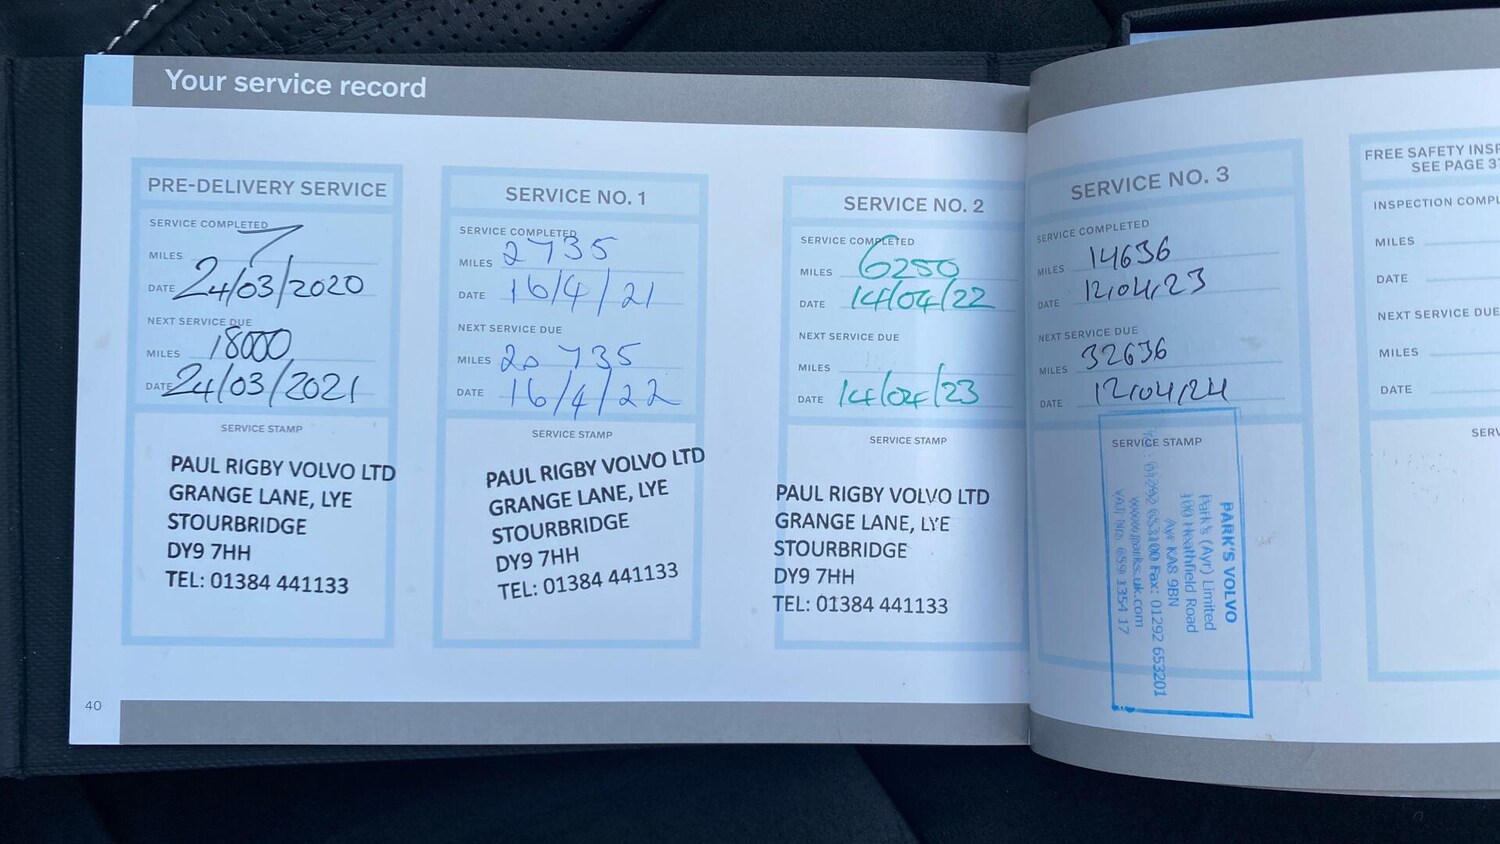 Your service record
PRE-DELIVERY SERVICE
SERVICE COMPLETED
MILES 7
DATE 24/03/2020
NEXT SERVICE DUE
MILES 18000
DATE 24/03/2021
SERVICE STAMP
PAUL RIGBY VOLVO LTD
GRANGE LANE, LYE
STOURBRIDGE
DY9 7HH
TEL: 01384 441133
SERVICE NO. 1
SERVICE COMPLETED
MILES 2735
DATE 16/4/21
NEXT SERVICE DUE
MILES 20735
DATE 16/4/22
SERVICE STAMP
PAUL RIGBY VOLVO LTD
GRANGE LANE, LYE
STOURBRIDGE
DY9 7HH
TEL: 01384 441133
SERVICE NO. 2
SERVICE COMPLETED
MILES 6250
DATE 14/04/22
NEXT SERVICE DUE
MILES
DATE 14/04/23
SERVICE STAMP
PAUL RIGBY VOLVO LTD
GRANGE LANE, LYE
STOURBRIDGE
DY9 7HH
TEL: 01384 441133
SERVICE NO. 3
SERVICE COMPLETED
MILES 14636
DATE 12/04/23
NEXT SERVICE DUE
MILES 32636
DATE 12/04/24
SERVICE STAMP
PARK'S VOLVO
Park's (Ayr) Limited
100 Heathfield Road
Ayr KA8 9BN
653100 Fax: 01292 653201
www.parks.uk.com
VAT NO. 659 1354 17
FREE SAFETY INSP
SEE PAGE 3
INSPECTION COMPL
MILES
DATE
NEXT SERVICE DUE
MILES
DATE
SERV
40